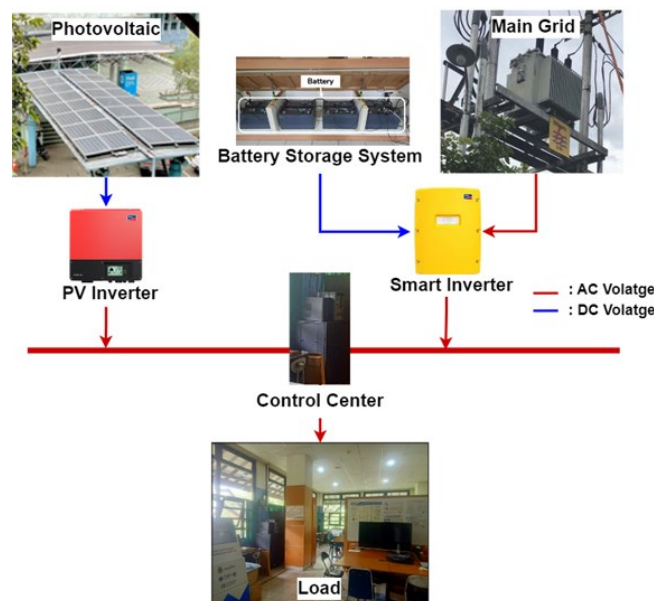 Photovoltaic
Main Grid
Battery
Battery Storage System
PV Inverter
Smart Inverter
: AC Volatge
: DC Volatge
Control Center
Load